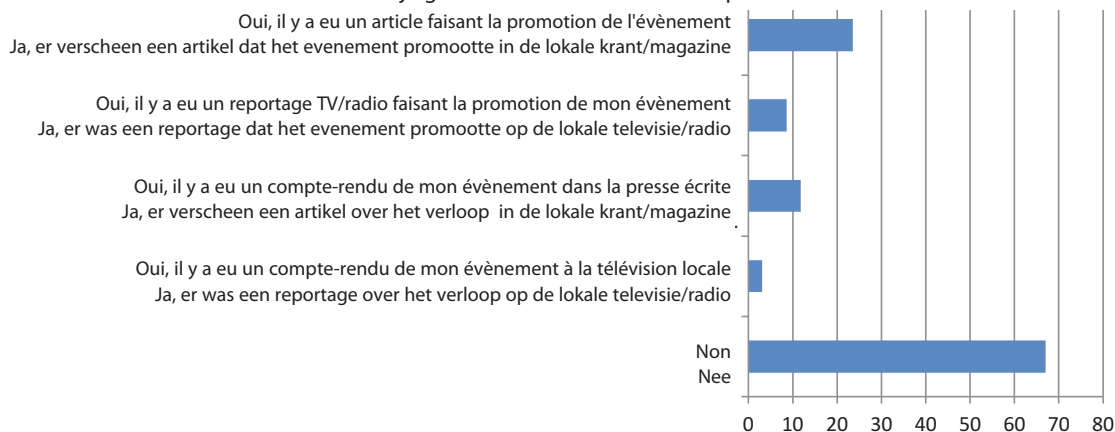 Oui, il y a eu un article faisant la promotion de l'évènement
Ja, er verscheen een artikel dat het evenement promootte in de lokale krant/magazine
Oui, il y a eu un reportage TV/radio faisant la promotion de mon évènement
Ja, er was een reportage dat het evenement promootte op de lokale televisie/radio
Oui, il y a eu un compte-rendu de mon évènement dans la presse écrite
Ja, er verscheen een artikel over het verloop in de lokale krant/magazine
Oui, il y a eu un compte-rendu de mon évènement à la télévision locale
Ja, er was een reportage over het verloop op de lokale televisie/radio
Non
Nee
0 10 20 30 40 50 60 70 80